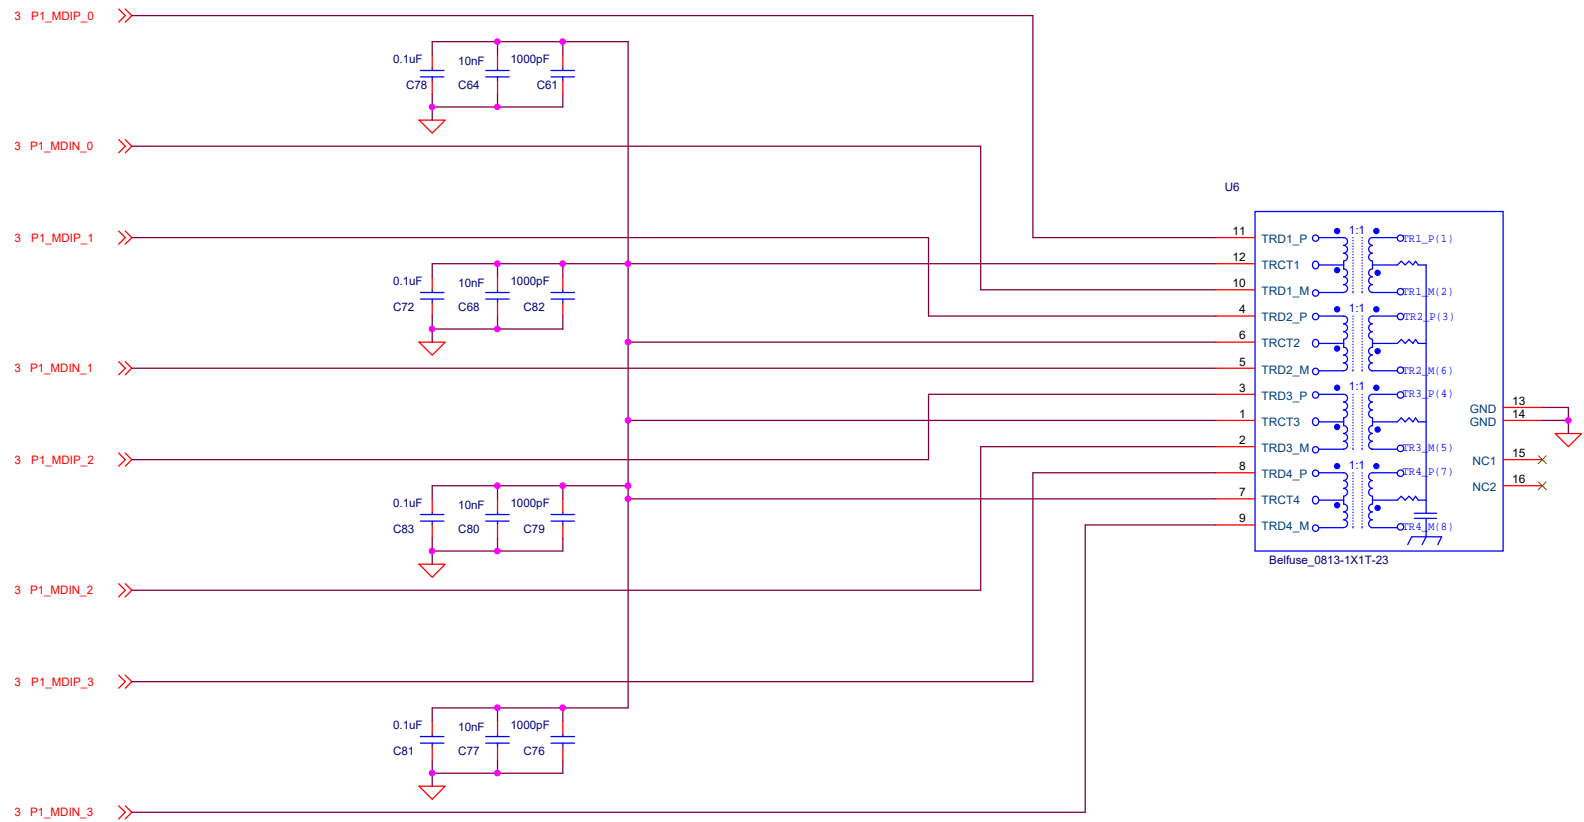 3 P1_MDIP_0
0.1uF 10nF 1000pF
C78 C64 C61
3 P1_MDIN_0
U6
3 P1_MDIP_1
0.1uF 10nF 1000pF
C72 C68 C82
3 P1_MDIN_1
3 P1_MDIP_2
0.1uF 10nF 1000pF
C83 C80 C79
3 P1_MDIN_2
3 P1_MDIP_3
0.1uF 10nF 1000pF
C81 C77 C76
3 P1_MDIN_3
11 TRD1_P 1:1 TR1_P(1)
12 TRCT1
10 TRD1_M TR1_M(2)
4 TRD2_P 1:1 TR2_P(3)
6 TRCT2
5 TRD2_M TR2_M(6)
3 TRD3_P 1:1 TR3_P(4)
1 TRCT3
2 TRD3_M TR3_M(5)
8 TRD4_P 1:1 TR4_P(7)
7 TRCT4
9 TRD4_M TR4_M(8)
GND 13
GND 14
NC1 15
NC2 16
Belfuse_0813-1X1T-23